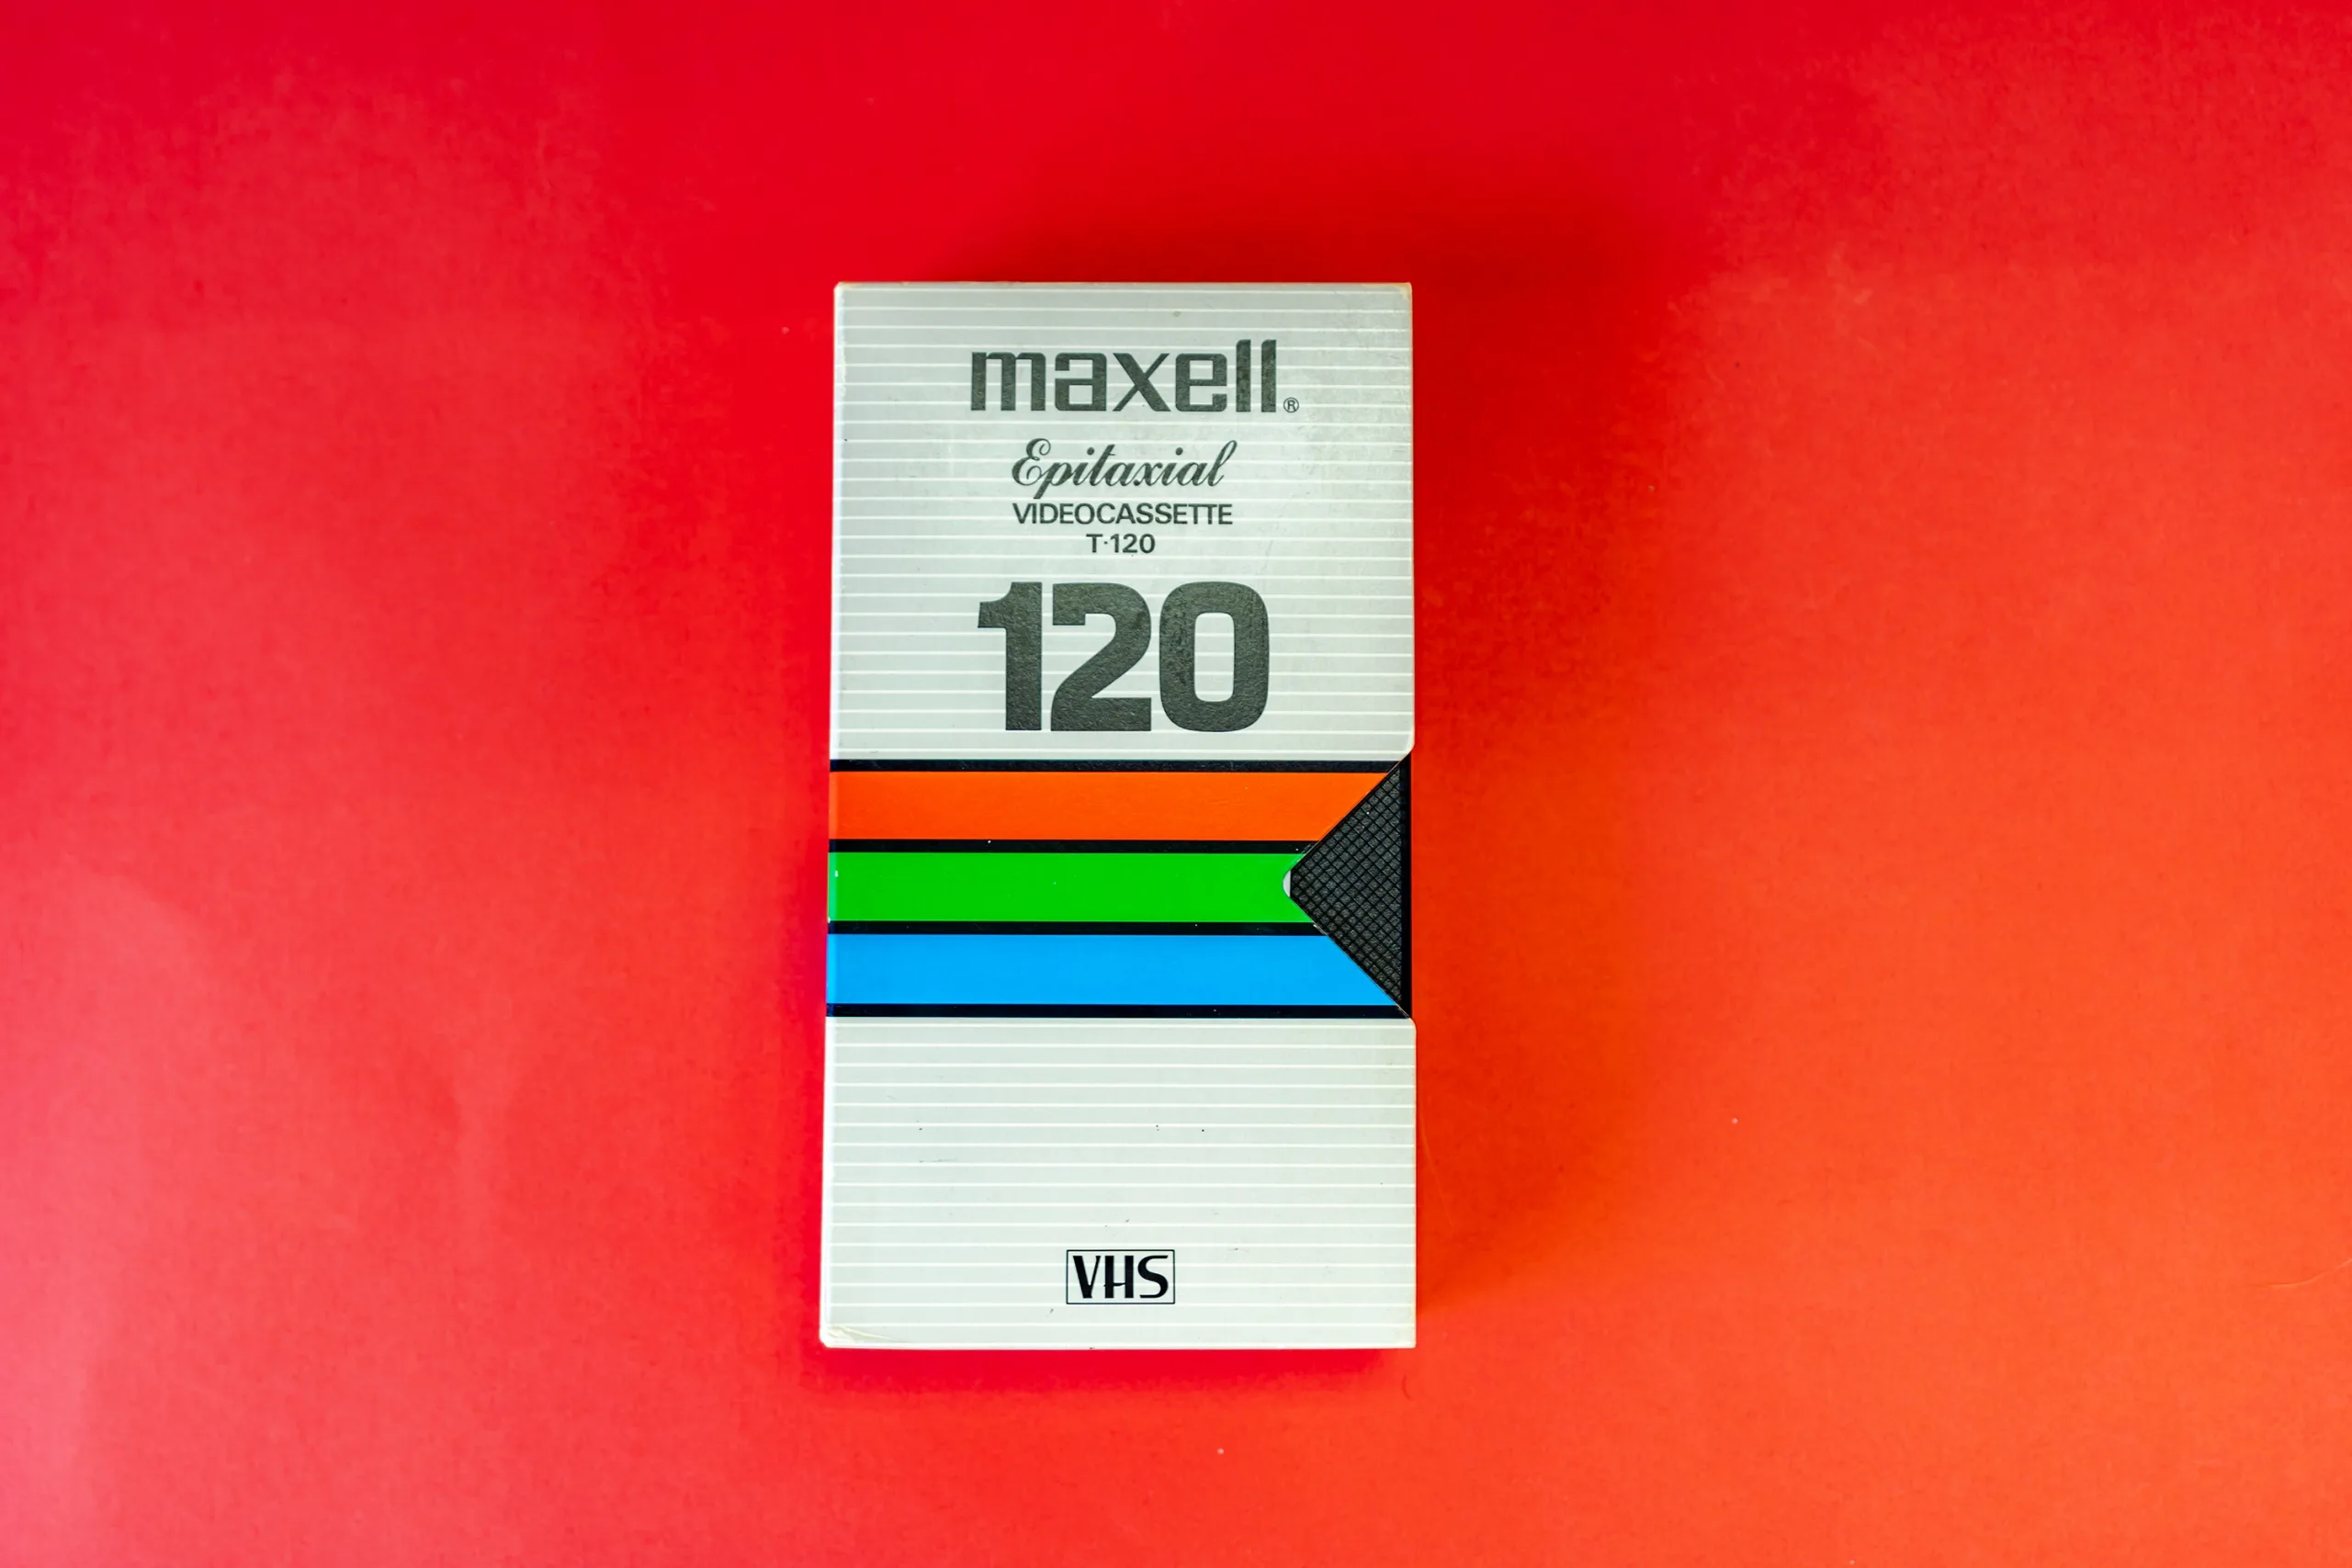 maxell®
Epitaxial
VIDEOCASSETTE
T·120
120
VHS